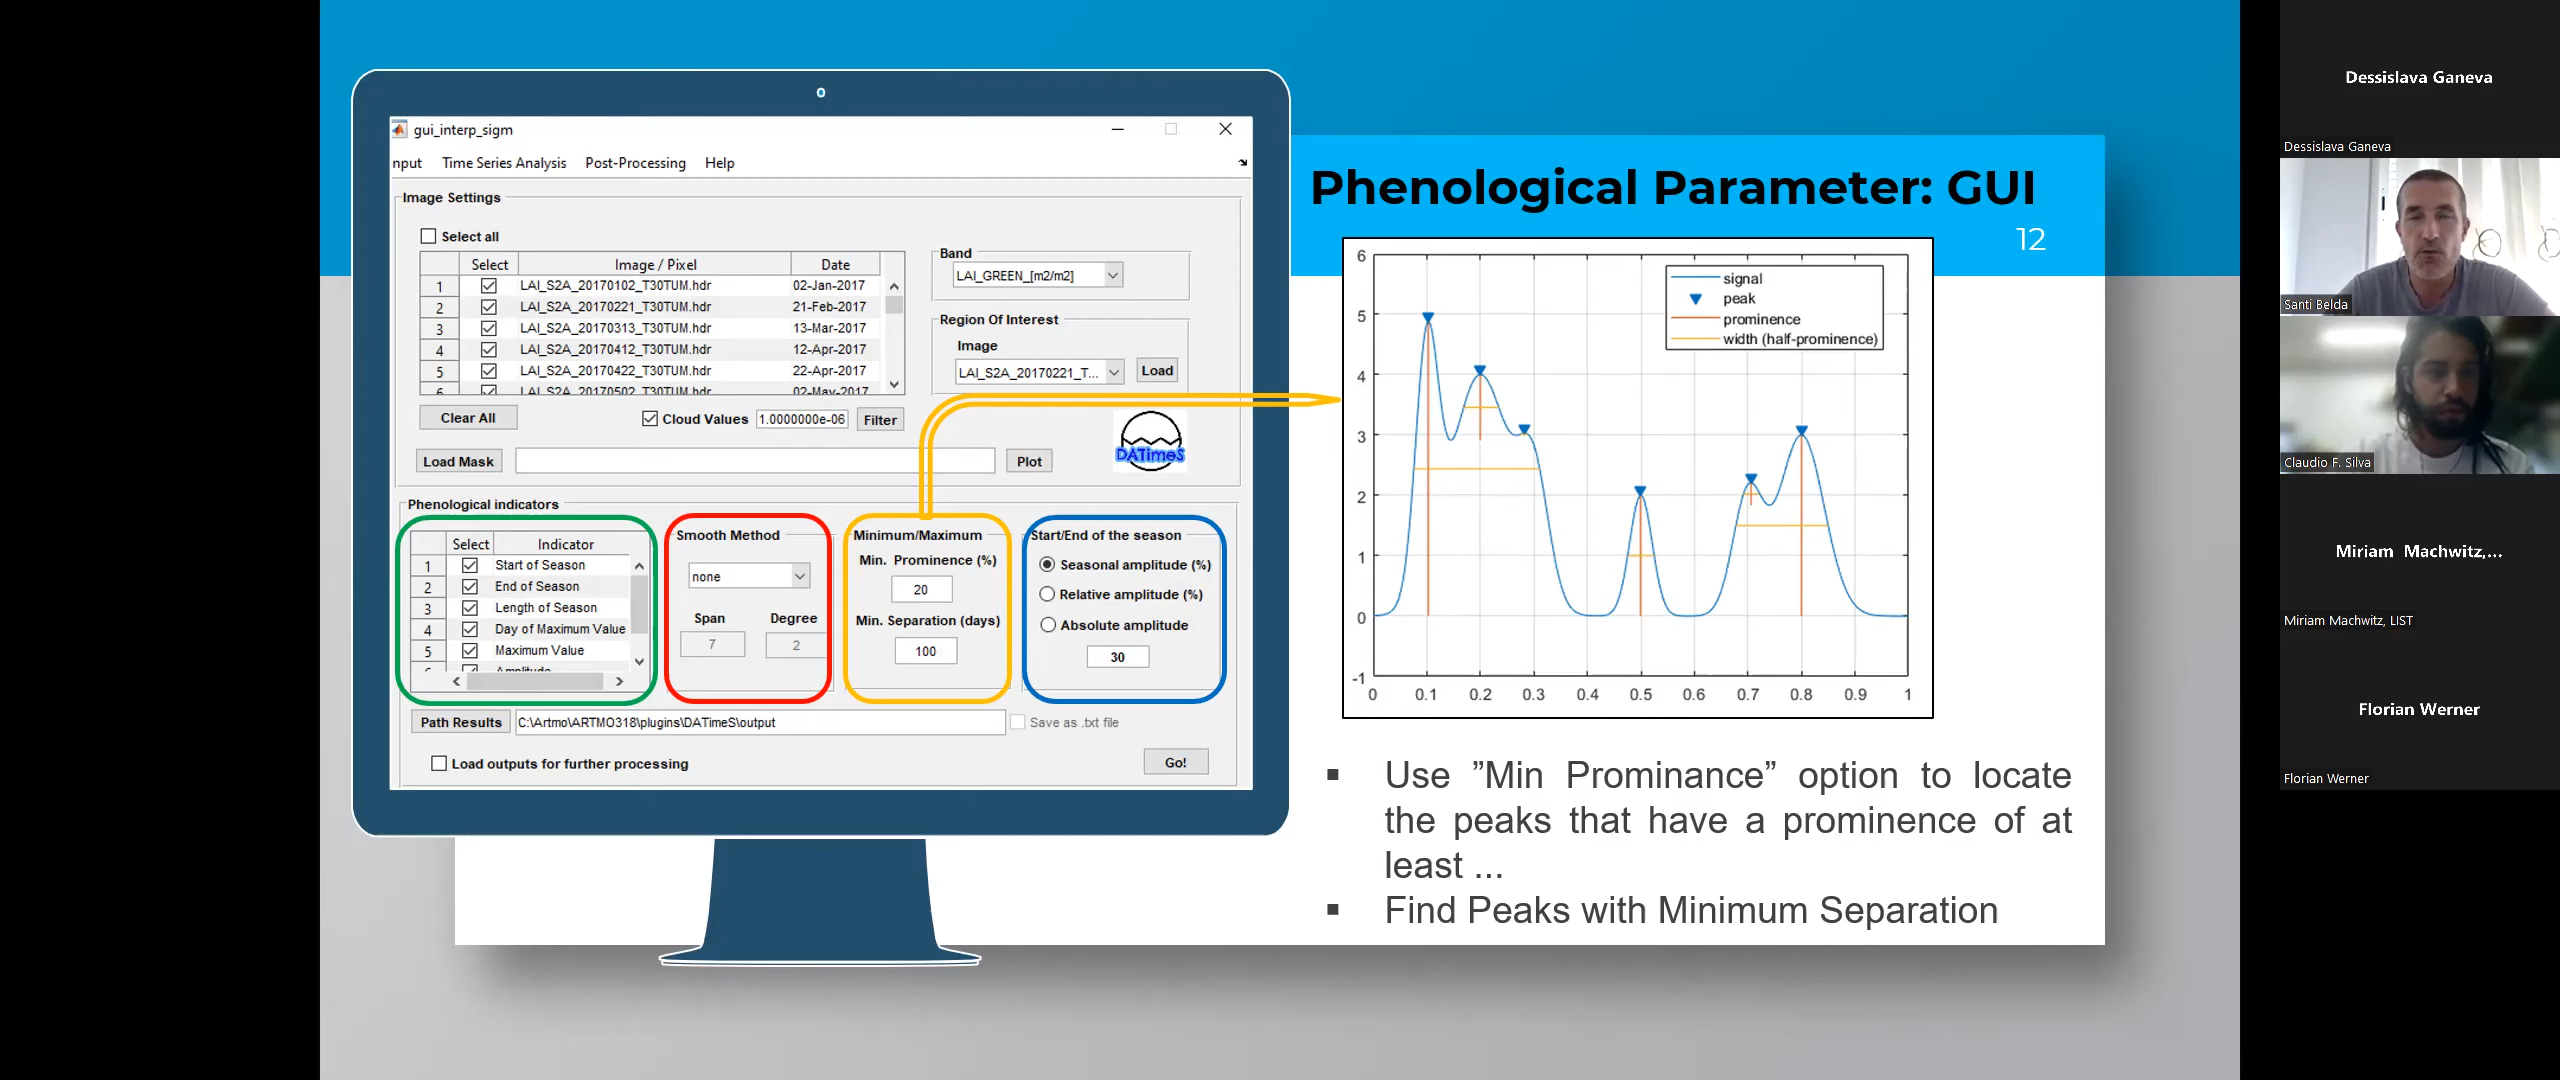 gui_interp_sigm
nput Time Series Analysis Post-Processing Help
Image Settings
Select all
Select Image / Pixel Date
1 LAI_S2A_20170102_T30TUM.hdr 02-Jan-2017
2 LAI_S2A_20170221_T30TUM.hdr 21-Feb-2017
3 LAI_S2A_20170313_T30TUM.hdr 13-Mar-2017
4 LAI_S2A_20170412_T30TUM.hdr 12-Apr-2017
5 LAI_S2A_20170422_T30TUM.hdr 22-Apr-2017
6 LAI_S2A_20170502_T30TUM.hdr 02-May-2017
Band
LAI_GREEN_[m2/m2]
Region Of Interest
Image
LAI_S2A_20170221_T... Load
Clear All Cloud Values 1.0000000e-06 Filter
Load Mask Plot
DATimeS
Phenological indicators
Select Indicator
1 Start of Season
2 End of Season
3 Length of Season
4 Day of Maximum Value
5 Maximum Value
6 Amplitude
Smooth Method
none
Span Degree
7 2
Minimum/Maximum
Min. Prominence (%)
20
Min. Separation (days)
100
Start/End of the season
Seasonal amplitude (%)
Relative amplitude (%)
Absolute amplitude
30
Path Results C:\Artmo\ARTMO318\plugins\DATimeS\output Save as .txt file
Load outputs for further processing Go!
Phenological Parameter: GUI
12
signal
peak
prominence
width (half-prominence)
6
5
4
3
2
1
0
-1
0 0.1 0.2 0.3 0.4 0.5 0.6 0.7 0.8 0.9 1
▪ Use ”Min Prominance” option to locate
the peaks that have a prominence of at
least ...
▪ Find Peaks with Minimum Separation
Dessislava Ganeva
Dessislava Ganeva
Santi Belda
Claudio F. Silva
Miriam Machwitz,...
Miriam Machwitz, LIST
Florian Werner
Florian Werner